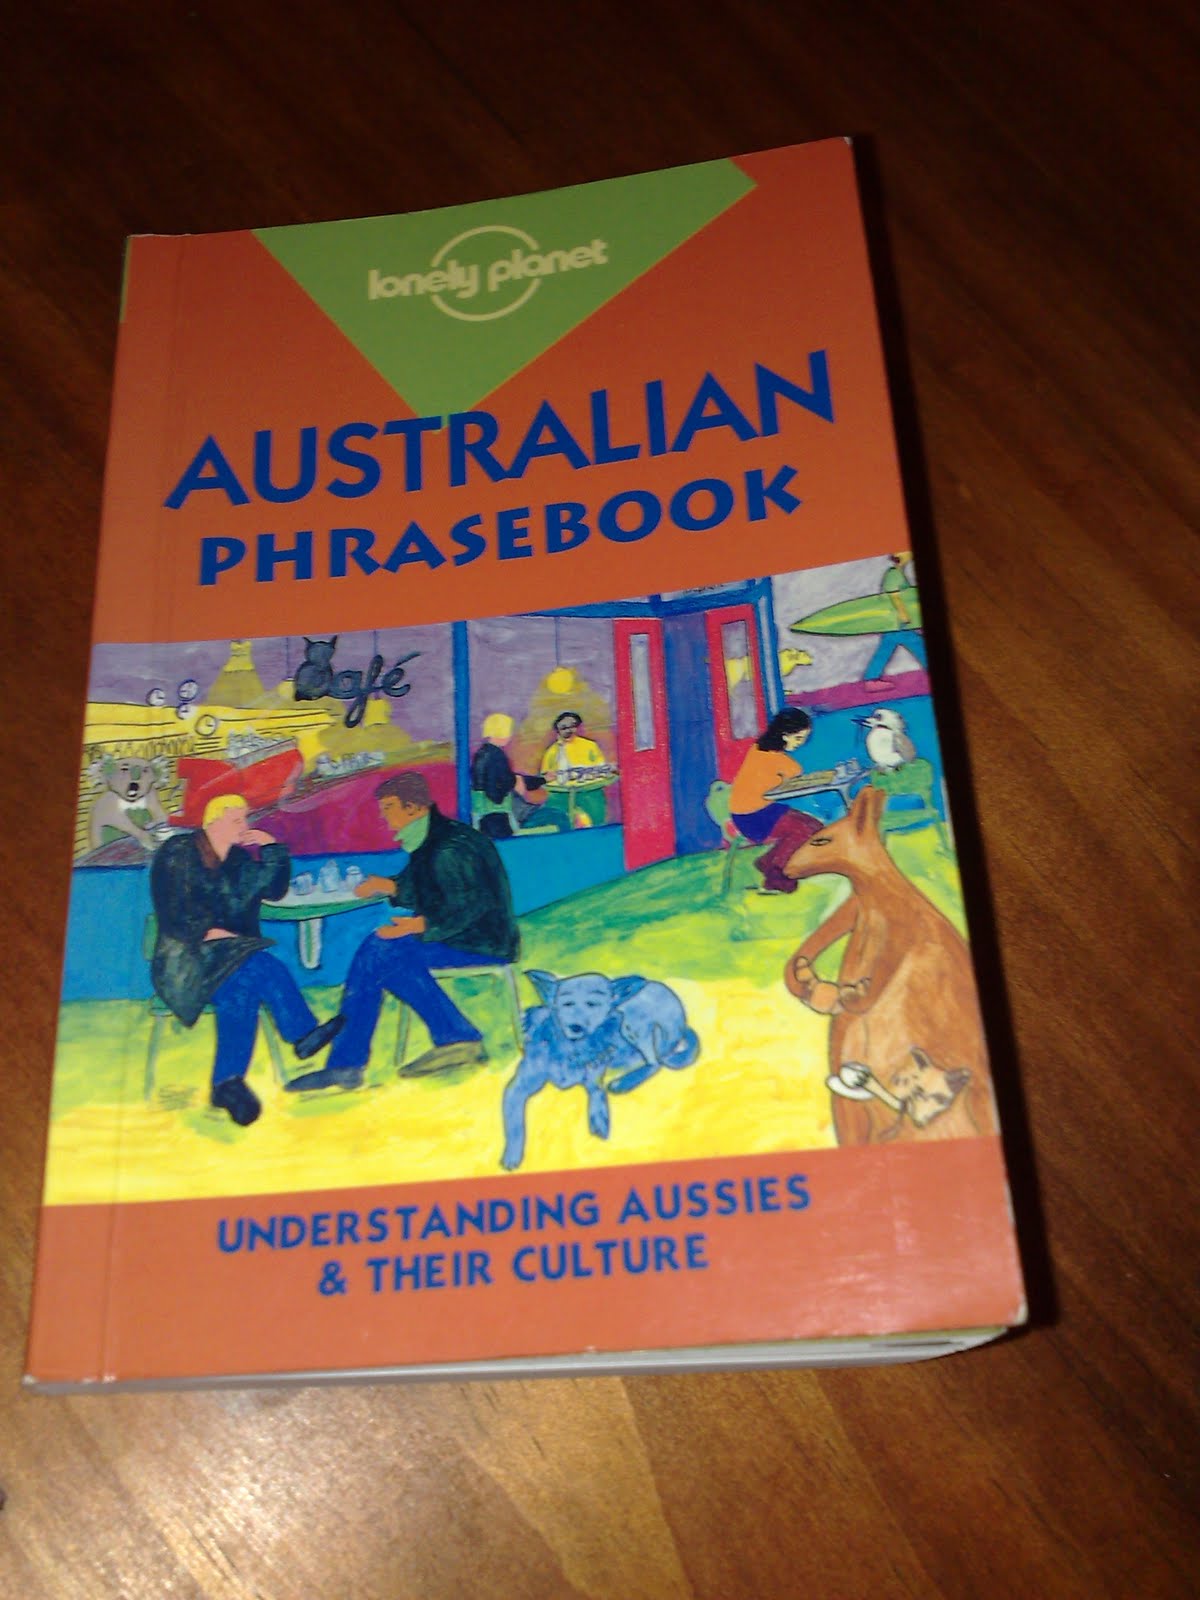 lonely planet
AUSTRALIAN
PHRASEBOOK
café
UNDERSTANDING AUSSIES
& THEIR CULTURE